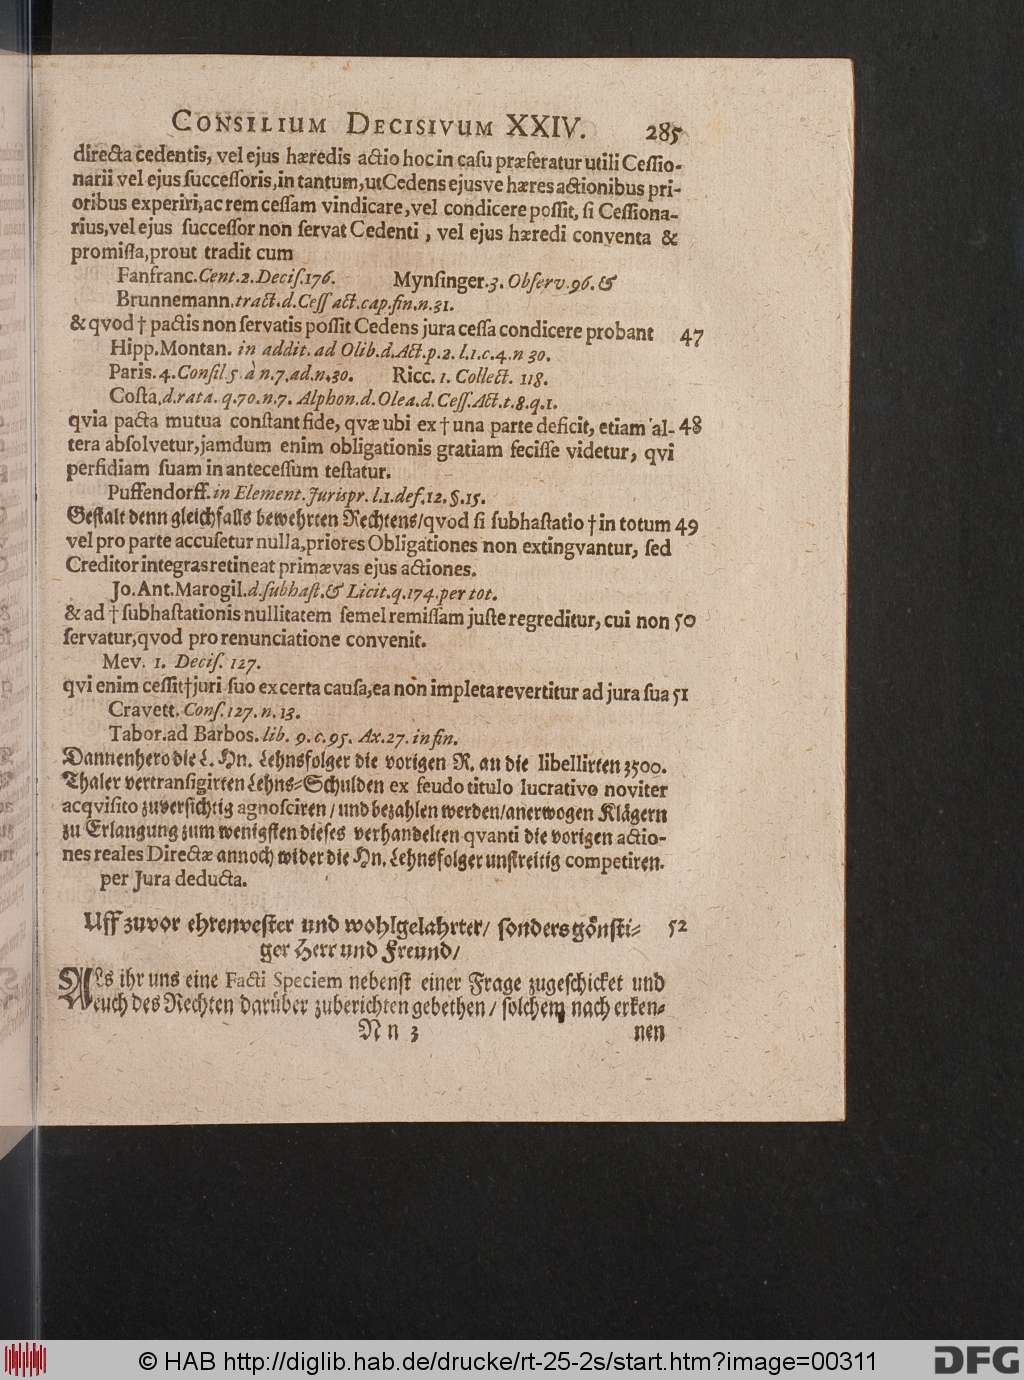 CONSILIUM DECISIVUM XXIV. 285
directa cedentis, vel ejus hæredis actio hoc in casu præferatur utili Cessio-
narii vel ejus successoris, in tantum, ut Cedens ejusve hæres actionibus pri-
oribus experiri, ac rem cessam vindicare, vel condicere possit, si Cessiona-
rius, vel ejus successor non servat Cedenti, vel ejus hæredi conventa &
promissa, prout tradit cum
Fanfranc. Cent. 2. Decis. 176. Mynsinger. 3. Observ. 96. &
Brunnemann. tract. d. Cess act. cap. fin. n. 31.
& qvod † pactis non servatis possit Cedens jura cessa condicere probant 47
Hipp. Montan. in addit. ad Olib. d. Act. p. 2. l. 1. c. 4. n 30.
Paris. 4. Consil 5. à n. 7. ad. n. 30. Ricc. 1. Collect. 118.
Costa. d. rata. q. 70. n. 7. Alphon. d. Olea. d. Cess. Act. t. 8. q. 1.
qvia pacta mutua constant fide, qvæ ubi ex † una parte deficit, etiam al- 48
tera absolvetur, jamdum enim obligationis gratiam fecisse videtur, qvi
perfidiam suam in antecessum testatur.
Puffendorff. in Element. Jurispr. l. 1. def. 12. §. 15.
Gestalt denn gleichfalls bewehrten Rechtens/ qvod si subhastatio † in totum 49
vel pro parte accusetur nulla, priores Obligationes non extingvantur, sed
Creditor integras retineat primævas ejus actiones.
Jo. Ant. Marogil. d. subhast. & Licit. q. 174. per tot.
& ad † subhastationis nullitatem semel remissam juste regreditur, cui non 50
servatur, qvod pro renunciatione convenit.
Mev. 1. Decis. 127.
qvi enim cessit † juri suo ex certa causa, ea non impleta revertitur ad jura sua 51
Cravett. Cons. 127. n. 13.
Tabor. ad Barbos. lib. 9. c. 95. Ax. 27. in fin.
Dannenhero die L. Hn. Lehnsfolger die vorigen R. an die libellirten 3500.
Thaler vertransigirten Lehns-Schulden ex feudo titulo lucrativo noviter
acqvisito zuversichtig agnosciren / und bezahlen werden / anerwogen Klägern
zu Erlangung zum wenigsten dieses verhandelten qvanti die vorigen actio-
nes reales Directæ annoch wider die Hn. Lehnsfolger unstreitig competiren.
per Jura deducta.
Uff zuvor ehrenvester und wohlgelahrter/ sonders gönsti- 52
ger Herr und Freund/
Als ihr uns eine Facti Speciem nebenst einer Frage zugeschicket und
euch des Rechten darüber zuberichten gebethen / solchem nach erken-
Nn 3 nen
© HAB http://diglib.hab.de/drucke/rt-25-2s/start.htm?image=00311 DFG